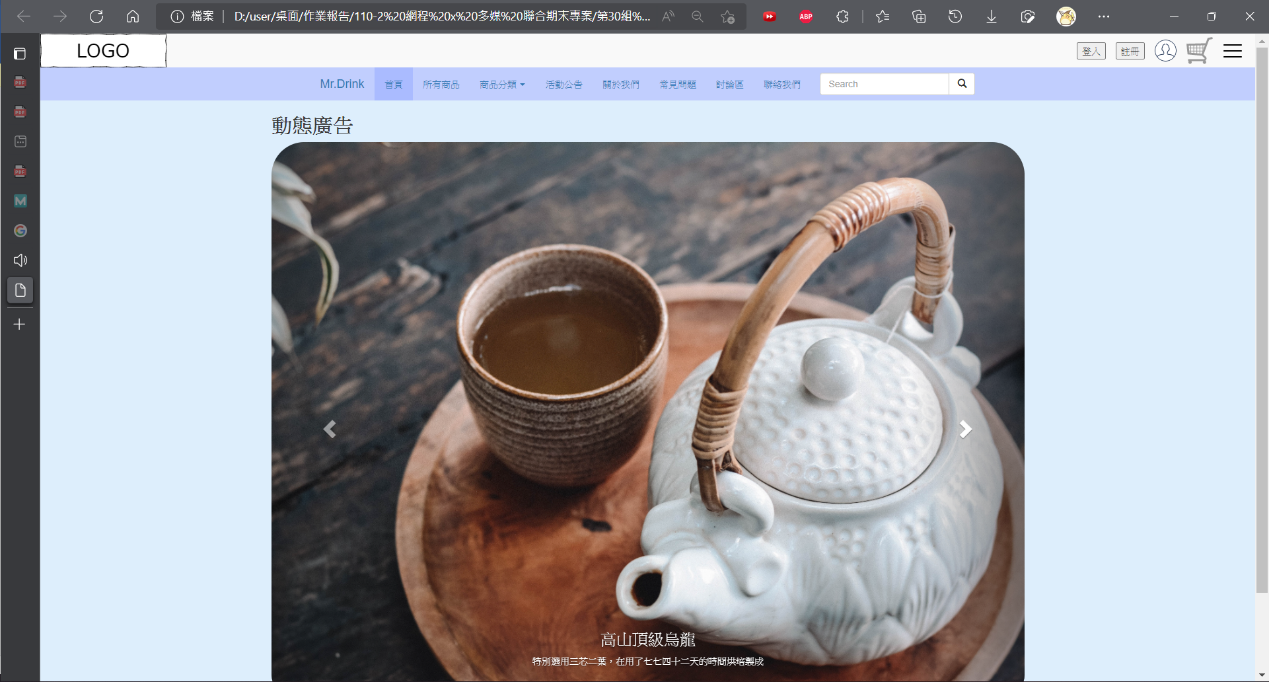 檔案 | D:/user/桌面/作業報告/110-2%20網程%20x%20多媒%20聯合期末專案/第30組%...
ABP
LOGO
登入 註冊
Mr.Drink 首頁 所有商品 商品分類 活動公告 關於我們 常見問題 討論區 聯絡我們 Search
動態廣告
高山頂級烏龍
特別選用三芯二葉，在用了七七四十二天的時間烘焙製成